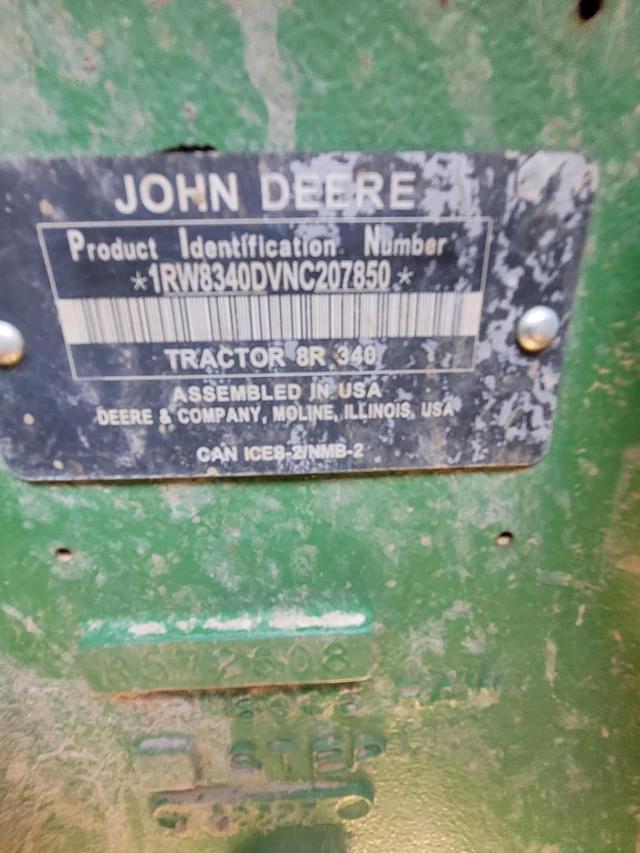 JOHN DEERE
Product Identification Number
*1RW8340DVNC207850*
TRACTOR 8R 340
ASSEMBLED IN USA
DEERE & COMPANY, MOLINE, ILLINOIS, USA
CAN ICES-2/NMB-2
R572608